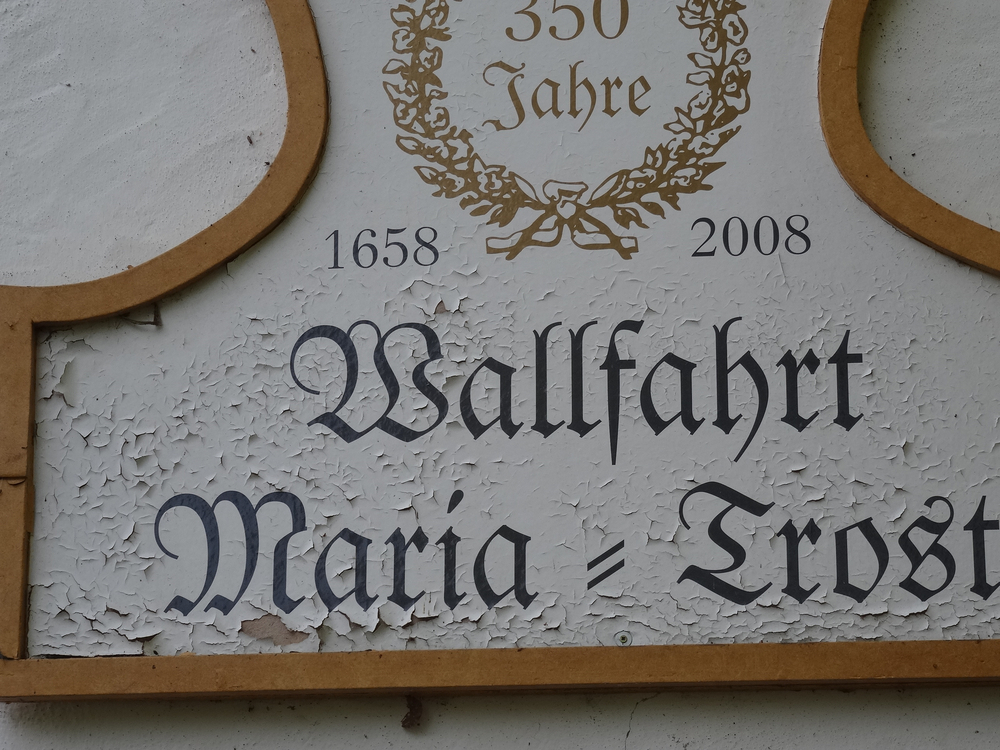 350
Jahre
1658 2008
Wallfahrt
Maria = Trost